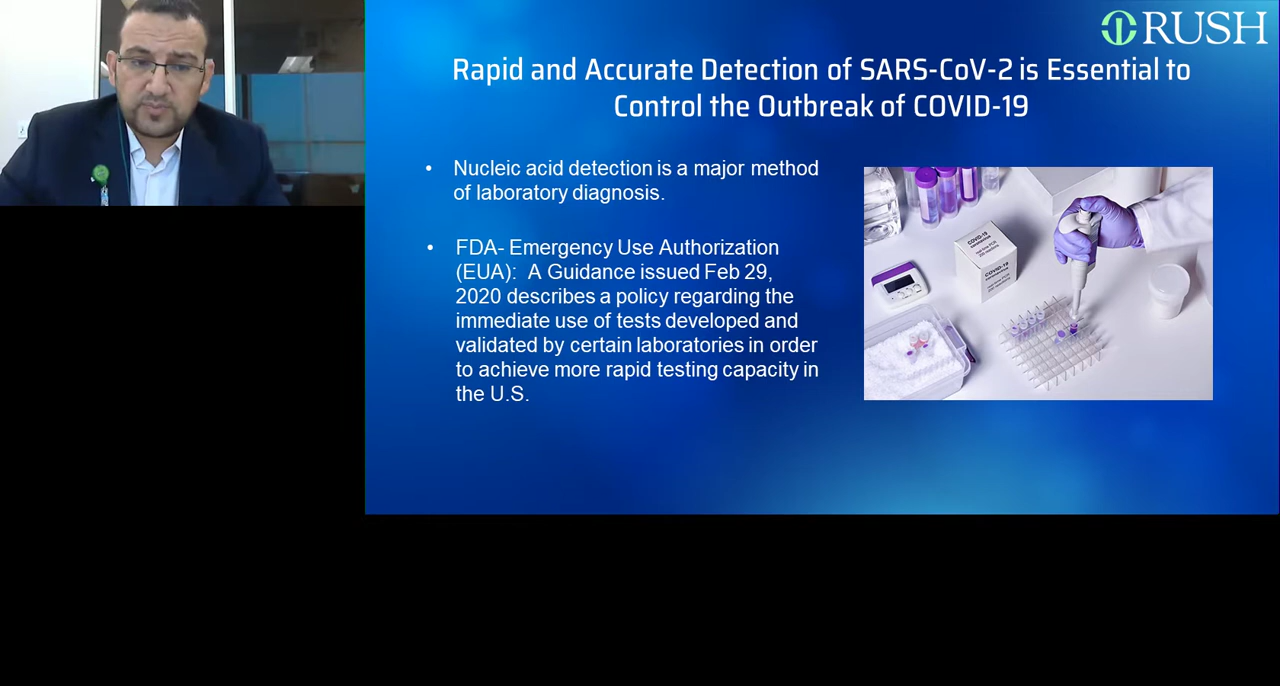 RUSH
Rapid and Accurate Detection of SARS-CoV-2 is Essential to
Control the Outbreak of COVID-19
• Nucleic acid detection is a major method
of laboratory diagnosis.
• FDA- Emergency Use Authorization
(EUA): A Guidance issued Feb 29,
2020 describes a policy regarding the
immediate use of tests developed and
validated by certain laboratories in order
to achieve more rapid testing capacity in
the U.S.
COVID-19
COVID-19